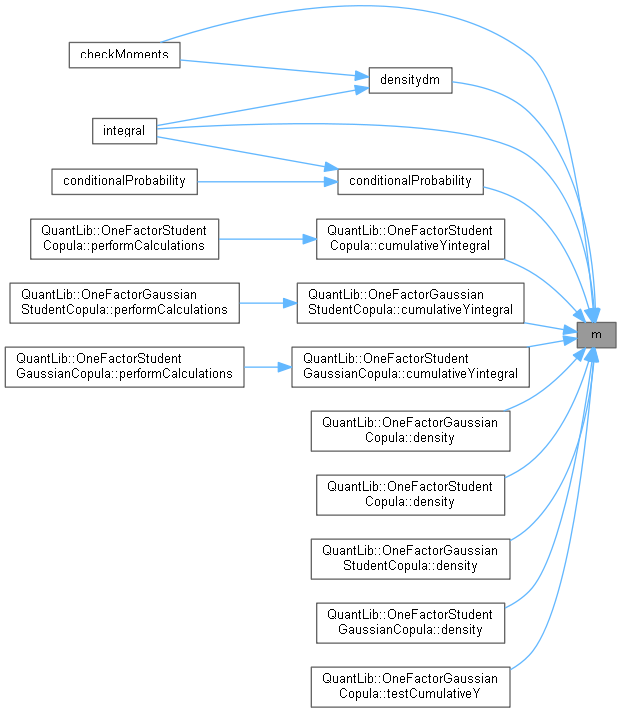 checkMoments
densitydm
integral
conditionalProbability
conditionalProbability
QuantLib::OneFactorStudent
Copula::performCalculations
QuantLib::OneFactorStudent
Copula::cumulativeYintegral
QuantLib::OneFactorGaussian
StudentCopula::performCalculations
QuantLib::OneFactorGaussian
StudentCopula::cumulativeYintegral
m
QuantLib::OneFactorStudent
GaussianCopula::performCalculations
QuantLib::OneFactorStudent
GaussianCopula::cumulativeYintegral
QuantLib::OneFactorGaussian
Copula::density
QuantLib::OneFactorStudent
Copula::density
QuantLib::OneFactorGaussian
StudentCopula::density
QuantLib::OneFactorStudent
GaussianCopula::density
QuantLib::OneFactorGaussian
Copula::testCumulativeY